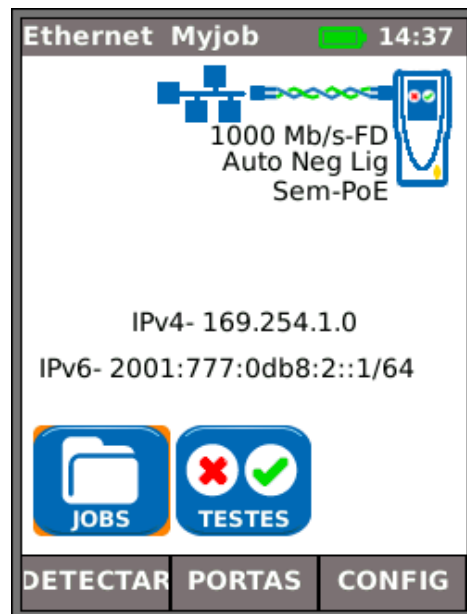 Ethernet Myjob 14:37
1000 Mb/s-FD
Auto Neg Lig
Sem-PoE
IPv4- 169.254.1.0
IPv6- 2001:777:0db8:2::1/64
JOBS TESTES
DETECTAR PORTAS CONFIG